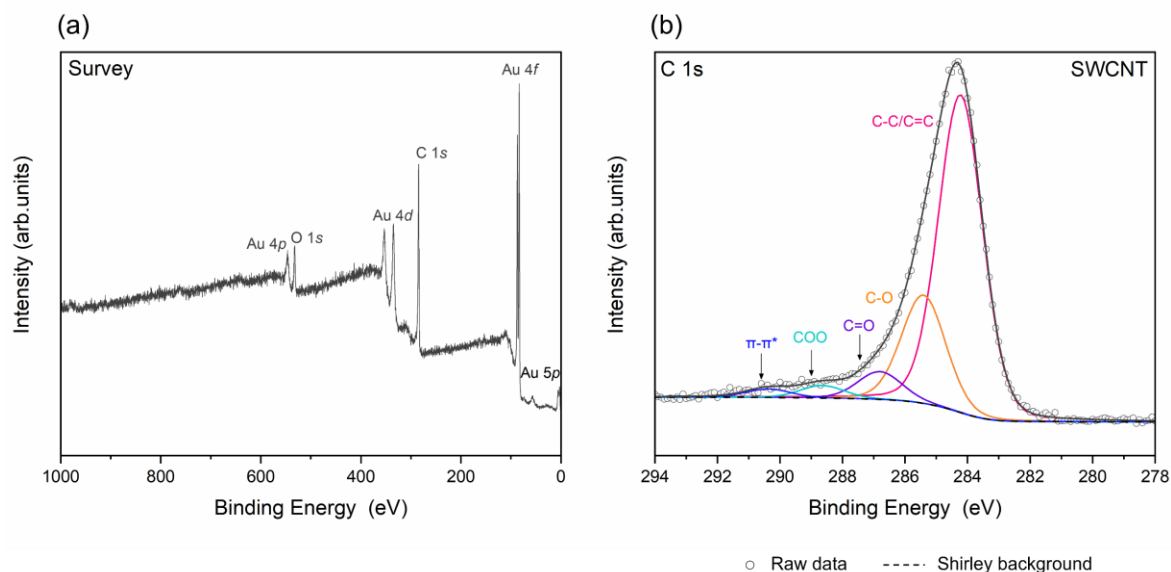 (a)
Survey
Au 4f
C 1s
Au 4d
Au 4p O 1s
Au 5p
Intensity (arb.units)
1000 800 600 400 200 0
Binding Energy (eV)
(b)
C 1s SWCNT
C-C/C=C
C-O
C=O
COO
π-π*
Intensity (arb.units)
294 292 290 288 286 284 282 280 278
Binding Energy (eV)
Raw data Shirley background